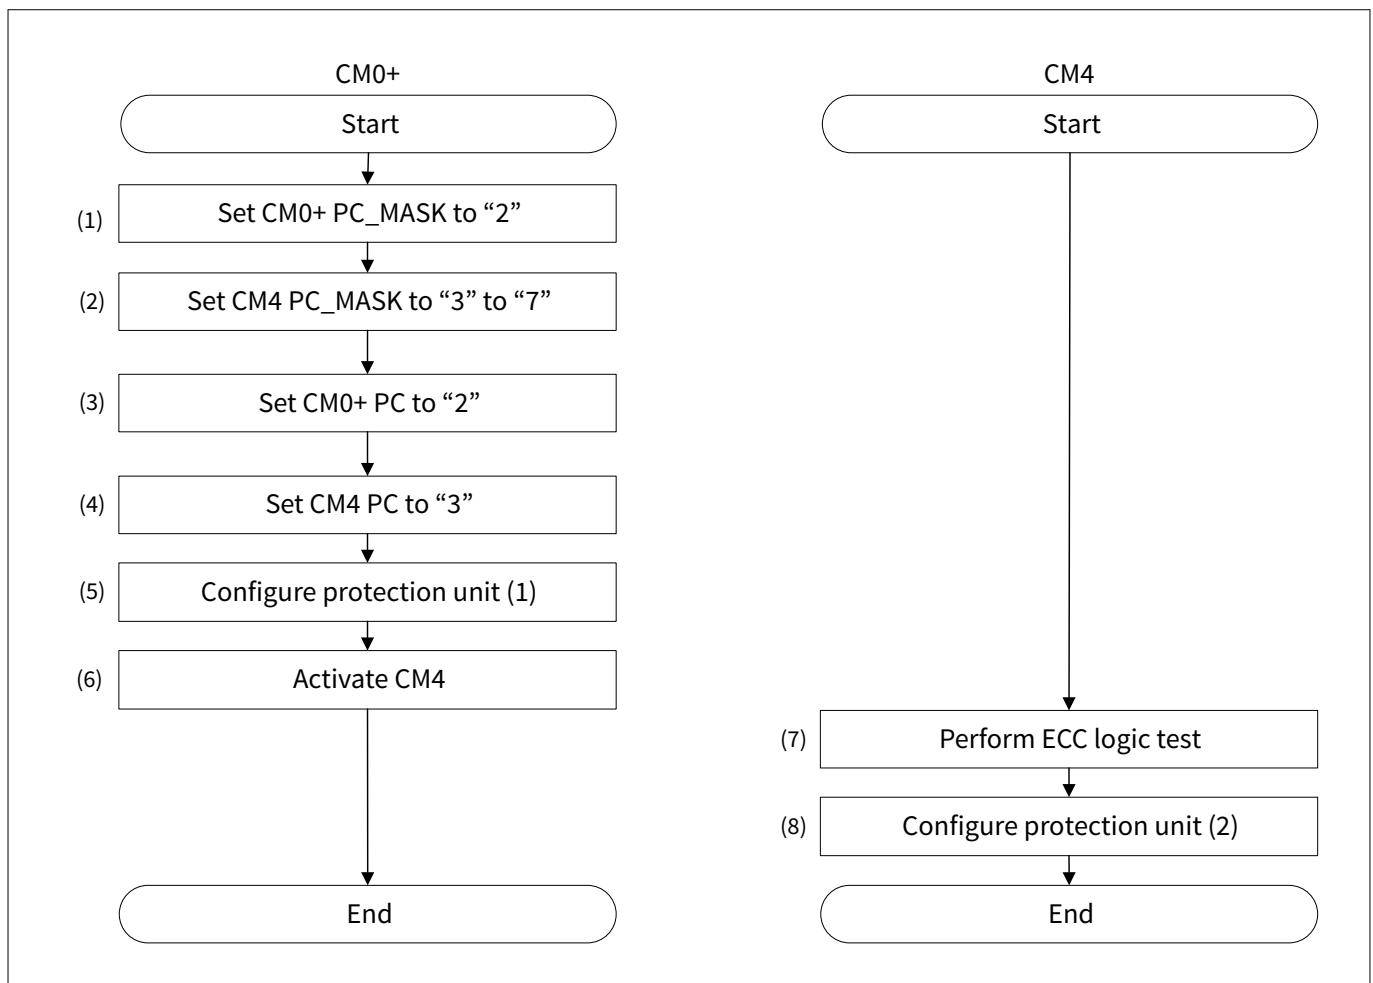 CM0+
Start
(1) Set CM0+ PC_MASK to “2”
(2) Set CM4 PC_MASK to “3” to “7”
(3) Set CM0+ PC to “2”
(4) Set CM4 PC to “3”
(5) Configure protection unit (1)
(6) Activate CM4
End
CM4
Start
(7) Perform ECC logic test
(8) Configure protection unit (2)
End